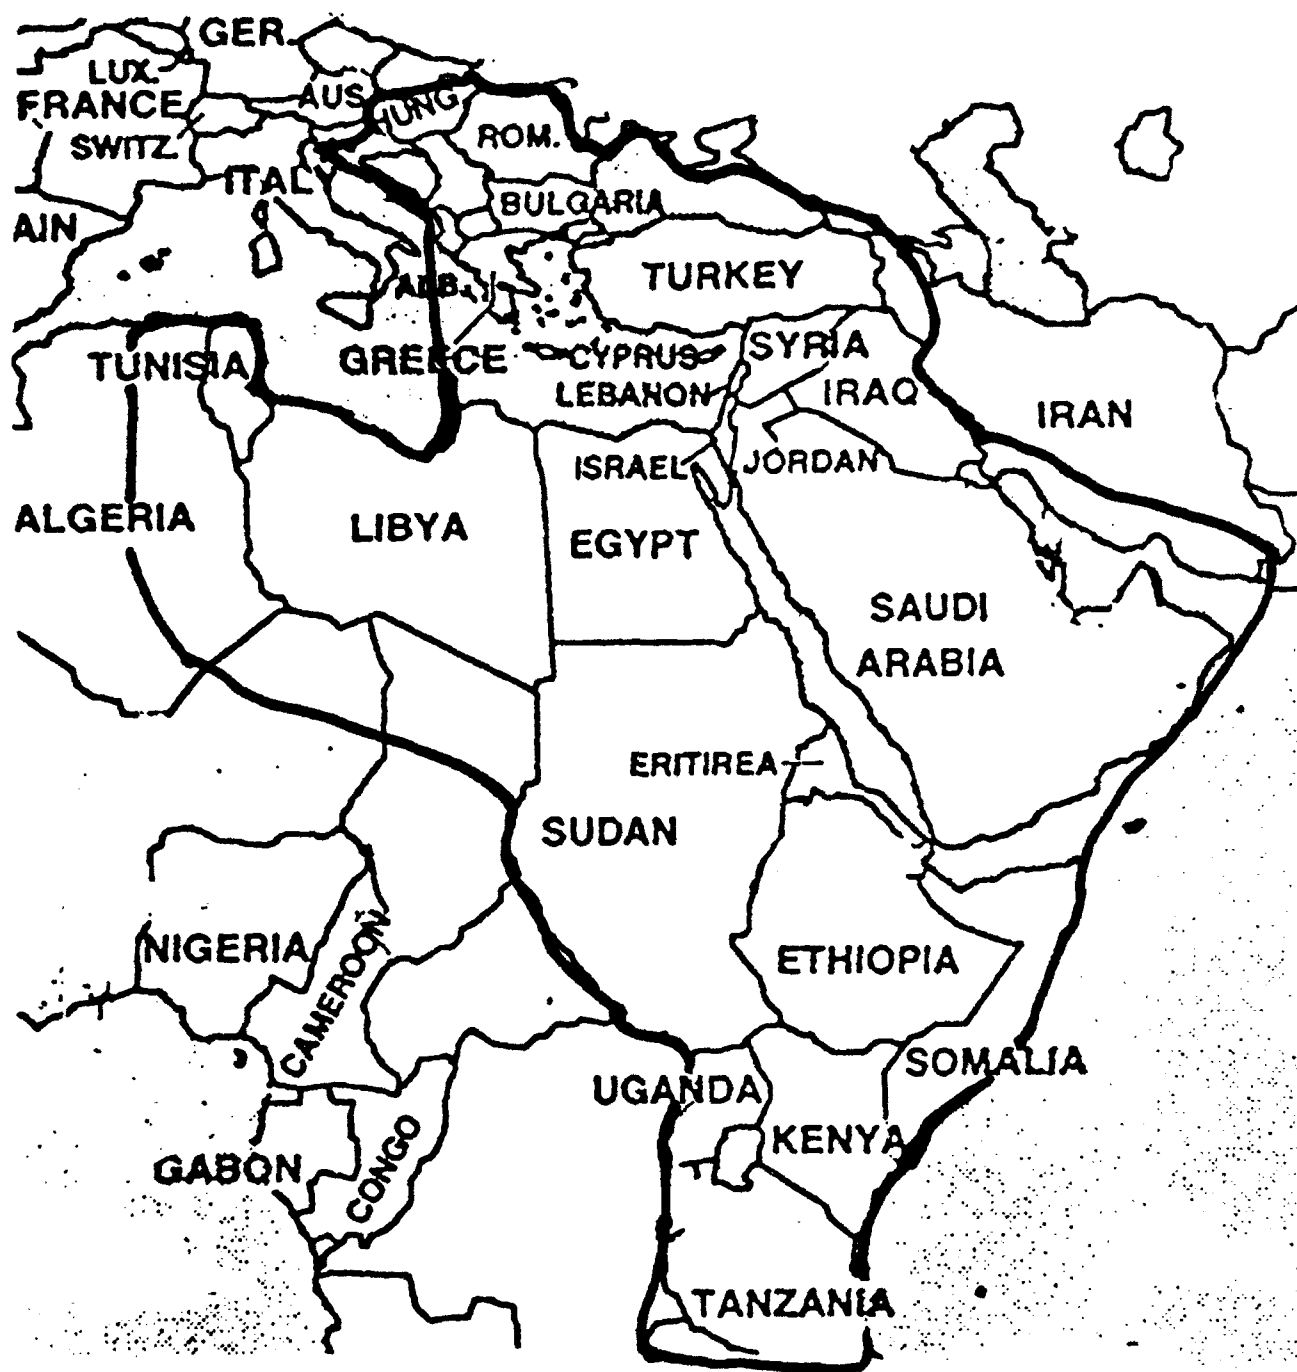 GER.
LUX.
FRANCE
AUS
HUNG
SWITZ.
ROM.
ITALY
BULGARIA
AIN
TURKEY
ALB.
TUNISIA
GREECE
CYPRUS
SYRIA
LEBANON
IRAQ
IRAN
ISRAEL
JORDAN
ALGERIA
LIBYA
EGYPT
SAUDI
ARABIA
ERITIREA
SUDAN
NIGERIA
CAMEROON
ETHIOPIA
UGANDA
SOMALIA
KENYA
GABON
CONGO
TANZANIA